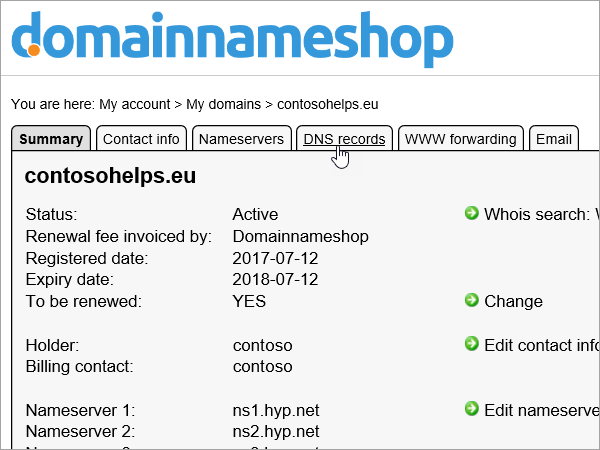 domainnameshop
You are here: My account > My domains > contosohelps.eu
Summary Contact info Nameservers DNS records WWW forwarding Email
contosohelps.eu
Status: Active Whois search:
Renewal fee invoiced by: Domainnameshop
Registered date: 2017-07-12
Expiry date: 2018-07-12
To be renewed: YES Change
Holder: contoso Edit contact info
Billing contact: contoso
Nameserver 1: ns1.hyp.net Edit nameserve
Nameserver 2: ns2.hyp.net